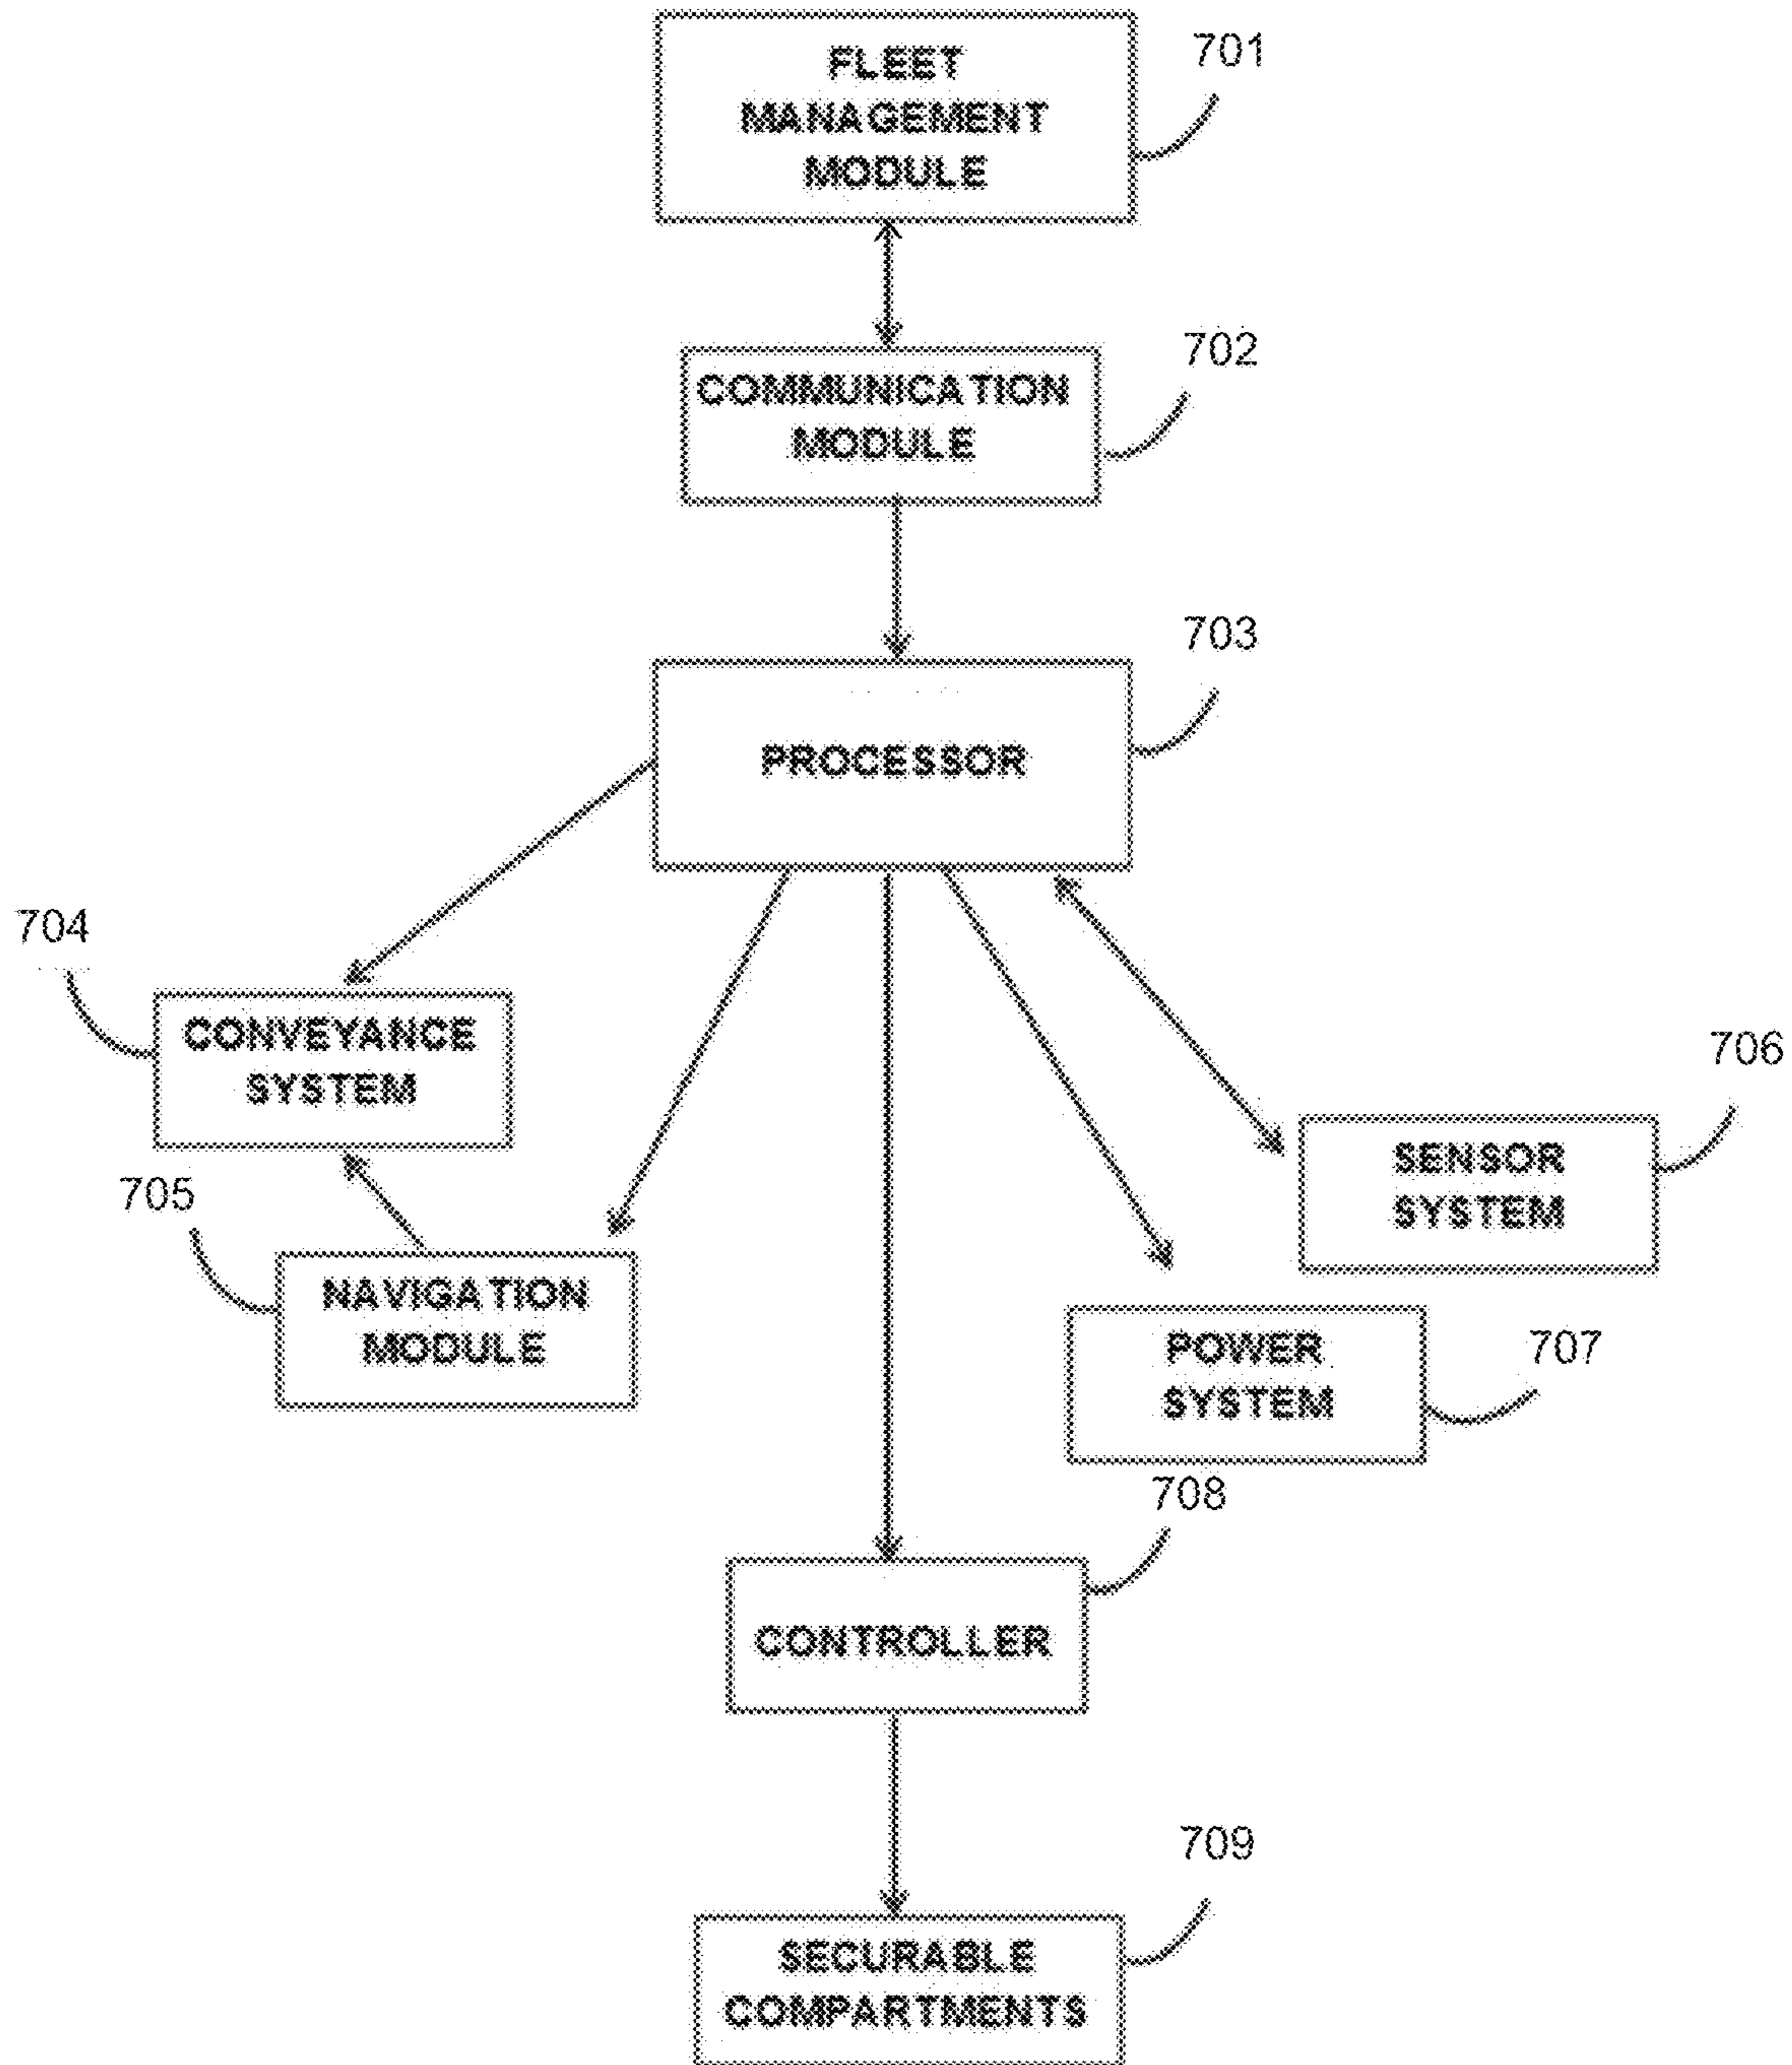 FLEET
MANAGEMENT
MODULE
701
COMMUNICATION
MODULE
702
PROCESSOR
703
CONVEYANCE
SYSTEM
704
NAVIGATION
MODULE
705
SENSOR
SYSTEM
706
POWER
SYSTEM
707
CONTROLLER
708
SECURABLE
COMPARTMENTS
709